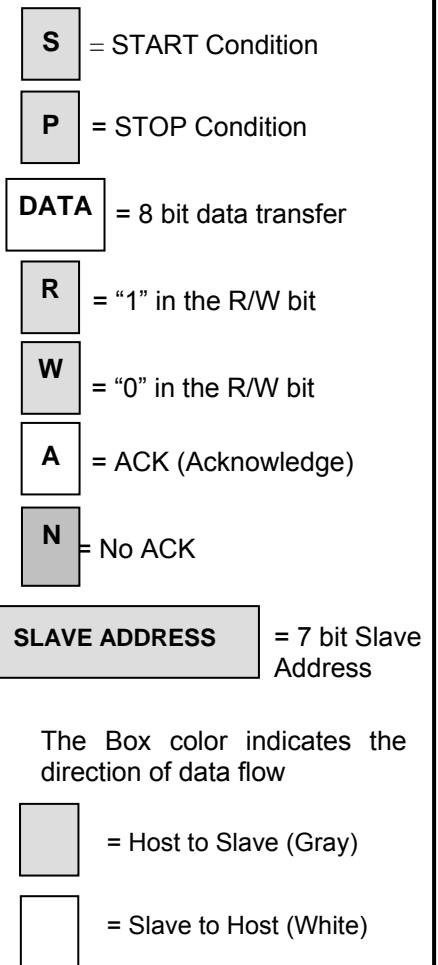 S = START Condition
P = STOP Condition
DATA = 8 bit data transfer
R = “1” in the R/W bit
W = “0” in the R/W bit
A = ACK (Acknowledge)
N = No ACK
SLAVE ADDRESS = 7 bit Slave
Address
The Box color indicates the
direction of data flow
= Host to Slave (Gray)
= Slave to Host (White)